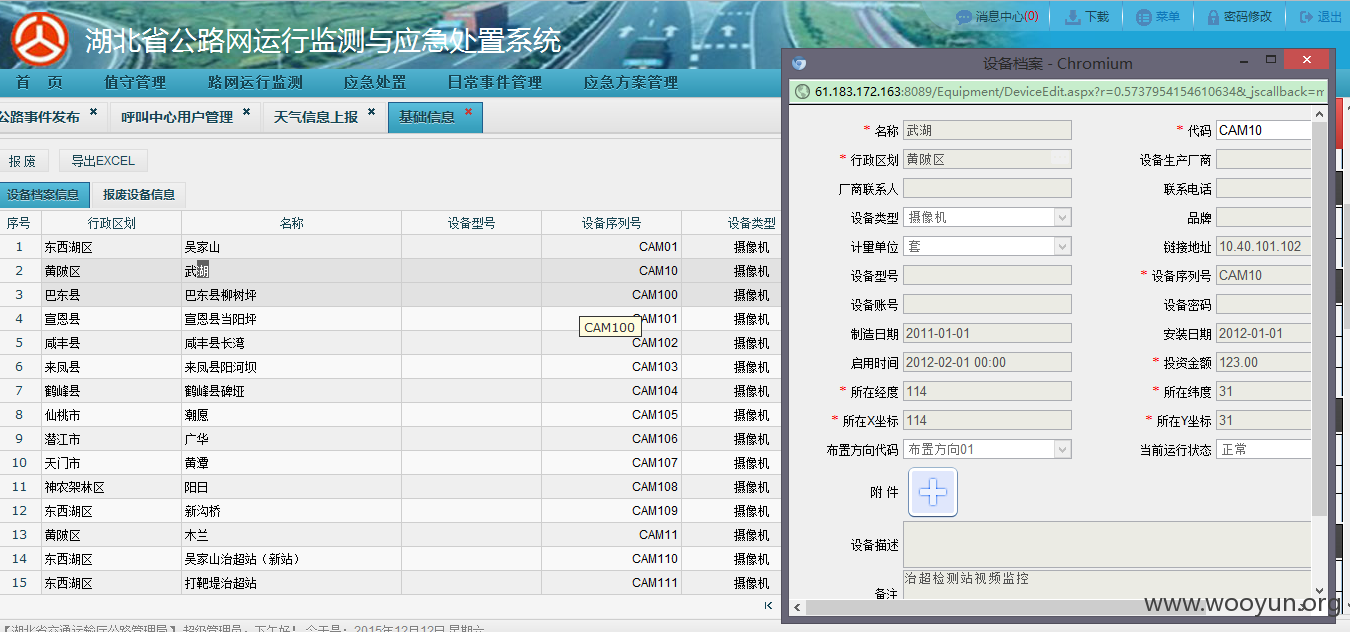 湖北省公路网运行监测与应急处置系统
消息中心(0) 下载 菜单 密码修改 退出
首 页 值守管理 路网运行监测 应急处置 日常事件管理 应急方案管理
公路事件发布 呼叫中心用户管理 天气信息上报 基础信息
报废 导出EXCEL
设备档案信息 报废设备信息
序号 行政区划 名称 设备型号 设备序列号 设备类型
1 东西湖区 吴家山 CAM01 摄像机
2 黄陂区 武湖 CAM10 摄像机
3 巴东县 巴东县柳树坪 CAM100 摄像机
4 宣恩县 宣恩县当阳坪 CAM101 摄像机
CAM100
5 咸丰县 咸丰县长湾 CAM102 摄像机
6 来凤县 来凤县阳河坝 CAM103 摄像机
7 鹤峰县 鹤峰县碑垭 CAM104 摄像机
8 仙桃市 潮愿 CAM105 摄像机
9 潜江市 广华 CAM106 摄像机
10 天门市 黄潭 CAM107 摄像机
11 神农架林区 阳日 CAM108 摄像机
12 东西湖区 新沟桥 CAM109 摄像机
13 黄陂区 木兰 CAM11 摄像机
14 东西湖区 吴家山治超站（新站） CAM110 摄像机
15 东西湖区 打靶堤治超站 CAM111 摄像机
【湖北省交通运输厅公路管理局】 超级管理员，下午好！ 今天是：2015年12月12日 星期六
设备档案 - Chromium
61.183.172.163:8089/Equipment/DeviceEdit.aspx?r=0.5737954154610634&_jscallback=m
* 名称 武湖 * 代码 CAM10
* 行政区划 黄陂区 设备生产厂商
厂商联系人 联系电话
设备类型 摄像机 品牌
计量单位 套 链接地址 10.40.101.102
设备型号 * 设备序列号 CAM10
设备账号 设备密码
制造日期 2011-01-01 安装日期 2012-01-01
启用时间 2012-02-01 00:00 * 投资金额 123.00
* 所在经度 114 * 所在纬度 31
* 所在X坐标 114 * 所在Y坐标 31
布置方向代码 布置方向01 当前运行状态 正常
附 件
设备描述
备注 治超检测站视频监控
www.wooyun.org